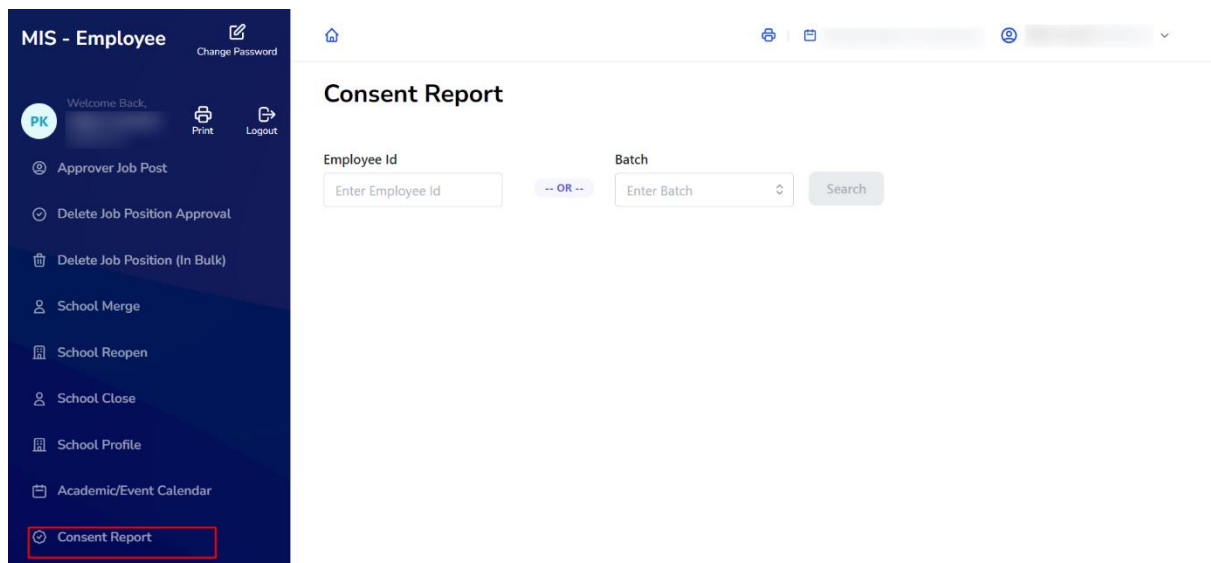 MIS - Employee
Change Password
Welcome Back,
PK
Print
Logout
Approver Job Post
Delete Job Position Approval
Delete Job Position (In Bulk)
School Merge
School Reopen
School Close
School Profile
Academic/Event Calendar
Consent Report
Consent Report
Employee Id
Enter Employee Id
-- OR --
Batch
Enter Batch
Search